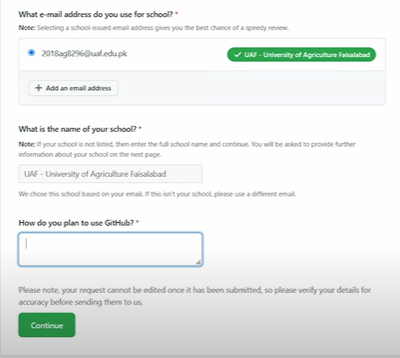 What e-mail address do you use for school? *
Note: Selecting a school-issued email address gives you the best chance of a speedy review.
2018ag8296@uaf.edu.pk
UAF - University of Agriculture Faisalabad
Add an email address
What is the name of your school? *
Note: If your school is not listed, then enter the full school name and continue. You will be asked to provide further
information about your school on the next page.
UAF - University of Agriculture Faisalabad
We chose this school based on your email. If this isn't your school, please use a different email.
How do you plan to use GitHub? *
Please note, your request cannot be edited once it has been submitted, so please verify your details for
accuracy before sending them to us.
Continue